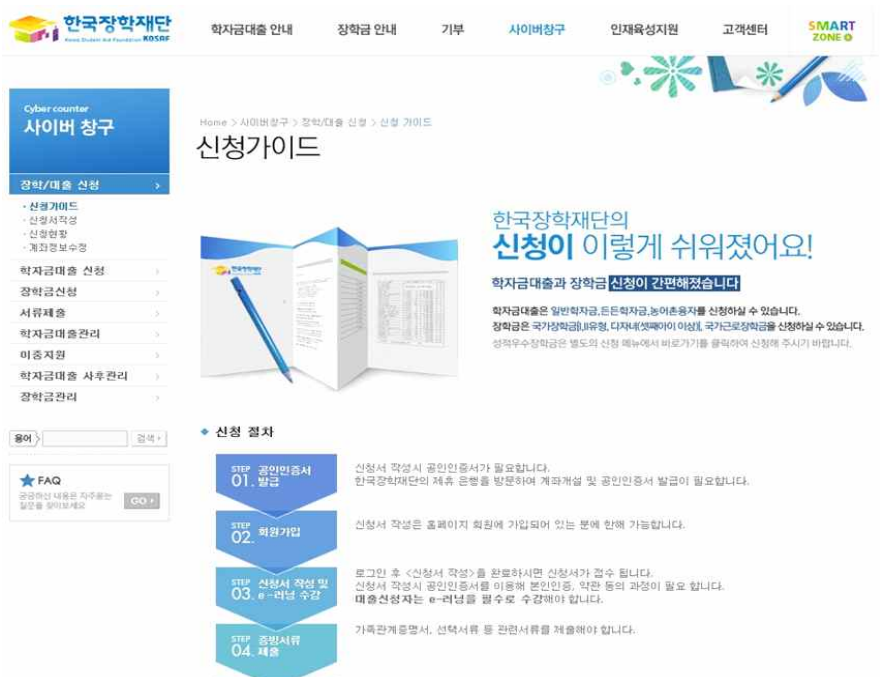 한국장학재단
Korea Student Aid Foundation KOSAF
학자금대출 안내
장학금 안내
기부
사이버창구
인재육성지원
고객센터
SMART
ZONE
Cyber counter
사이버 창구
Home > 사이버창구 > 장학/대출 신청 > 신청 가이드
신청가이드
장학/대출 신청
· 신청가이드
· 신청서작성
· 신청현황
· 계좌정보수정
학자금대출 신청
장학금신청
서류제출
학자금대출관리
이중지원
학자금대출 사후관리
장학금관리
용어
검색
FAQ
궁금하신 내용은 자주묻는
질문을 찾아보세요
GO
한국장학재단
한국장학재단의
신청이 이렇게 쉬워졌어요!
학자금대출과 장학금 신청이 간편해졌습니다
학자금대출은 일반학자금,든든학자금,농어촌융자를 신청하실 수 있습니다.
장학금은 국가장학금I,II유형, 다자녀(셋째아이 이상), 국가근로장학금을 신청하실 수 있습니다.
성적우수장학금은 별도의 신청 메뉴에서 바로가기를 클릭하여 신청해 주시기 바랍니다.
신청 절차
STEP 01. 공인인증서 발급
신청서 작성시 공인인증서가 필요합니다.
한국장학재단의 제휴 은행을 방문하여 계좌개설 및 공인인증서 발급이 필요합니다.
STEP 02. 회원가입
신청서 작성은 홈페이지 회원에 가입되어 있는 분에 한해 가능합니다.
STEP 03. 신청서 작성 및 e-러닝 수강
로그인 후 <신청서 작성>을 완료하시면 신청서가 접수 됩니다.
신청서 작성시 공인인증서를 이용해 본인인증, 약관 동의 과정이 필요 합니다.
대출신청자는 e-러닝을 필수로 수강해야 합니다.
STEP 04. 증빙서류 제출
가족관계증명서, 선택서류 등 관련서류를 제출해야 합니다.